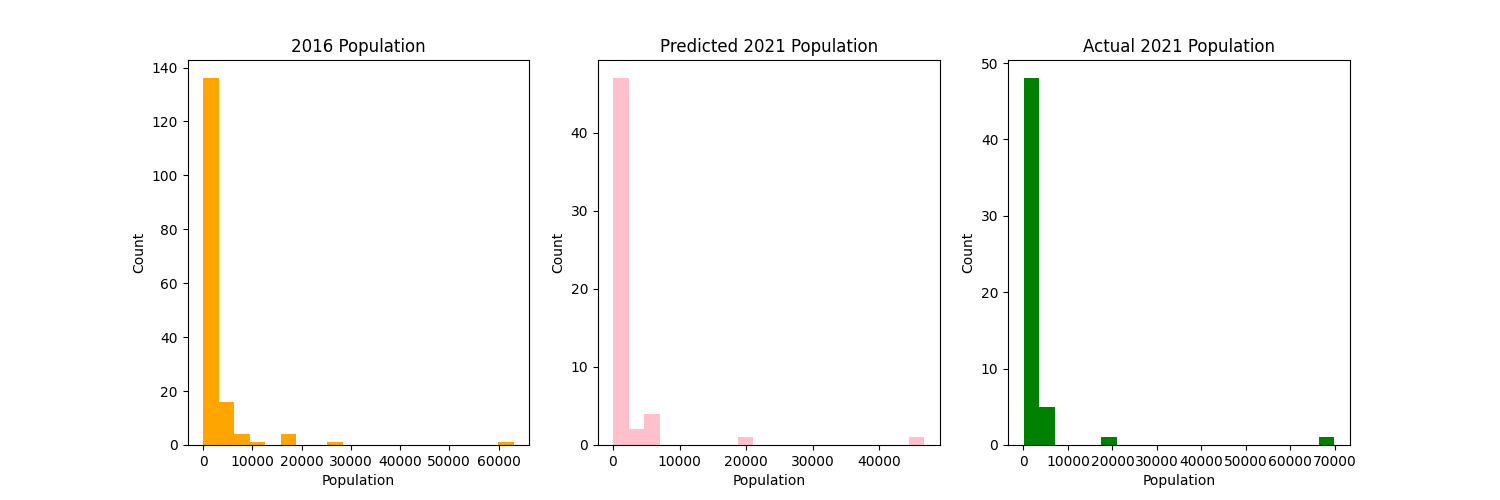 2016 Population
Predicted 2021 Population
Actual 2021 Population
140
120
100
80
60
40
20
0
Count
0 10000 20000 30000 40000 50000 60000
Population
40
30
20
10
0
Count
0 10000 20000 30000 40000
Population
50
40
30
20
10
0
Count
0 10000 20000 30000 40000 50000 60000 70000
Population